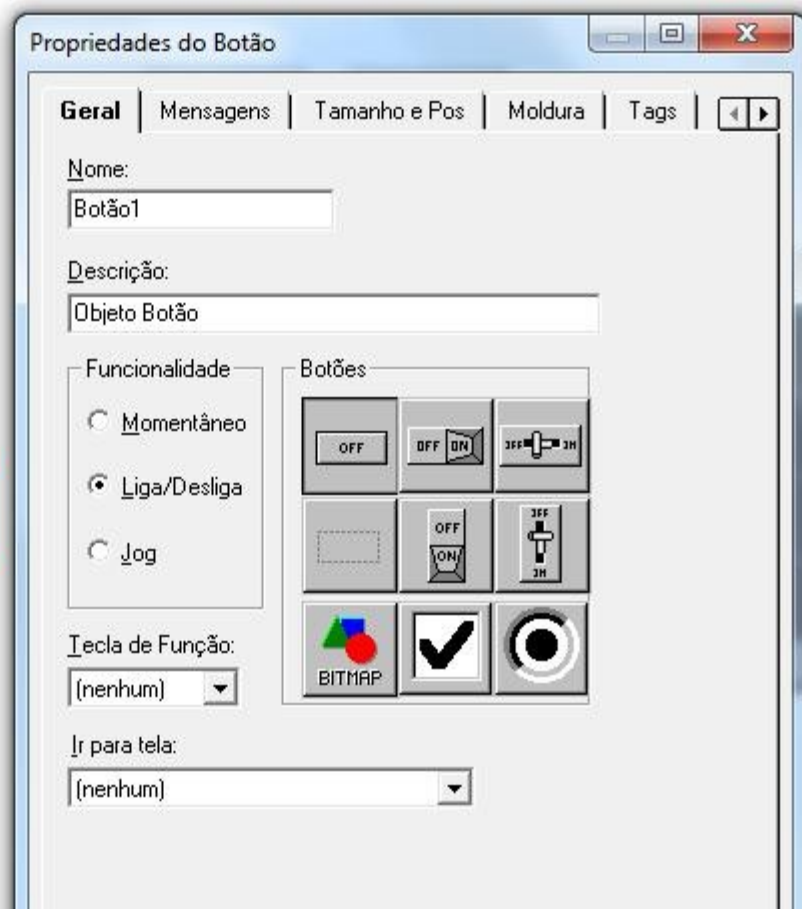 Propriedades do Botão
Geral Mensagens Tamanho e Pos Moldura Tags
Nome:
Botão1
Descrição:
Objeto Botão
Funcionalidade
Momentâneo
Liga/Desliga
Jog
Botões
OFF
OFF ON
OFF
ON
BITMAP
Tecla de Função:
(nenhum)
Ir para tela:
(nenhum)